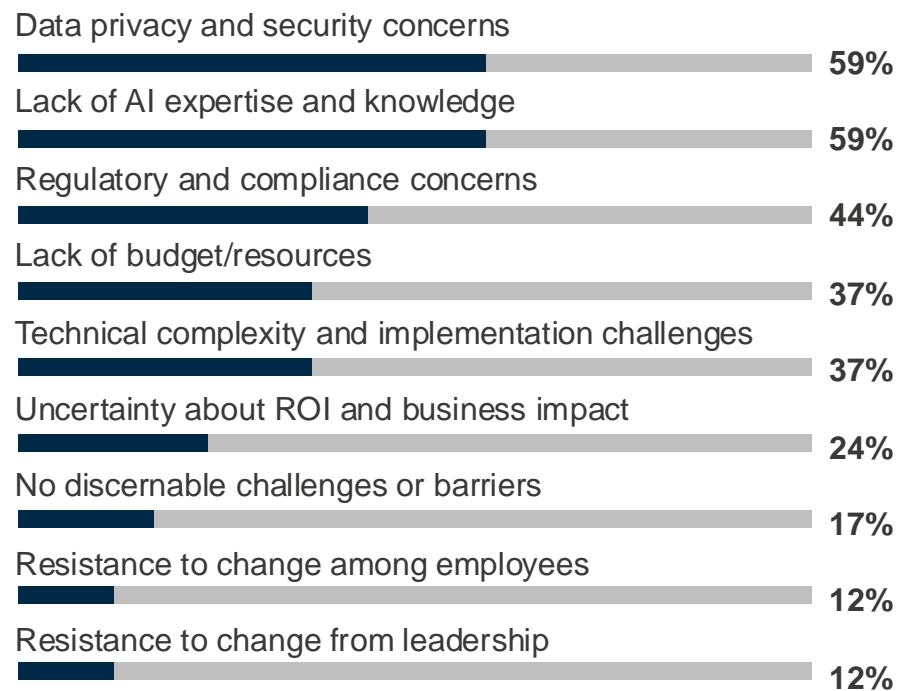 Data privacy and security concerns
59%
Lack of AI expertise and knowledge
59%
Regulatory and compliance concerns
44%
Lack of budget/resources
37%
Technical complexity and implementation challenges
37%
Uncertainty about ROI and business impact
24%
No discernable challenges or barriers
17%
Resistance to change among employees
12%
Resistance to change from leadership
12%